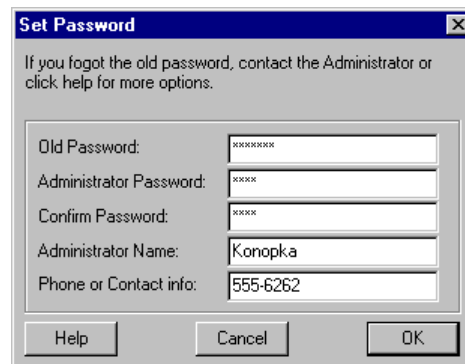 Set Password
If you fogot the old password, contact the Administrator or
click help for more options.
Old Password: *******
Administrator Password: ****
Confirm Password: ****
Administrator Name: Konopka
Phone or Contact info: 555-6262
Help Cancel OK